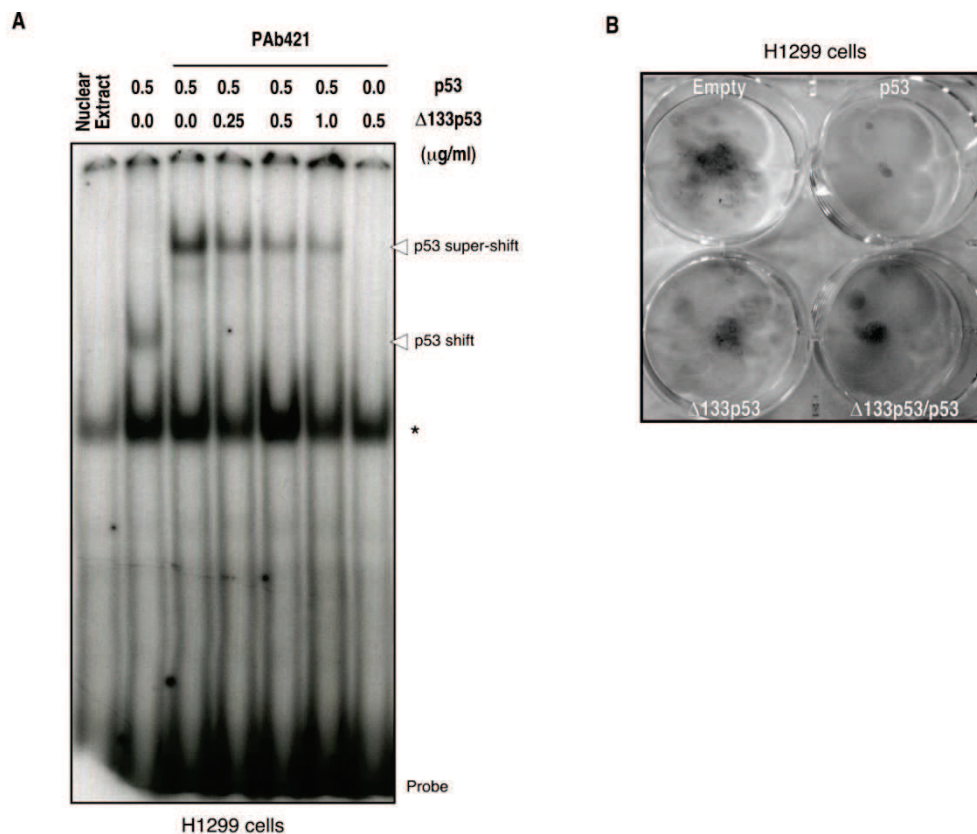 A
PAb421
Nuclear
Extract
0.5 0.5 0.5 0.5 0.5 0.0 p53
0.0 0.0 0.25 0.5 1.0 0.5 Δ133p53
(μg/ml)
p53 super-shift
p53 shift
*
Probe
H1299 cells
B
H1299 cells
Empty p53
Δ133p53 Δ133p53/p53